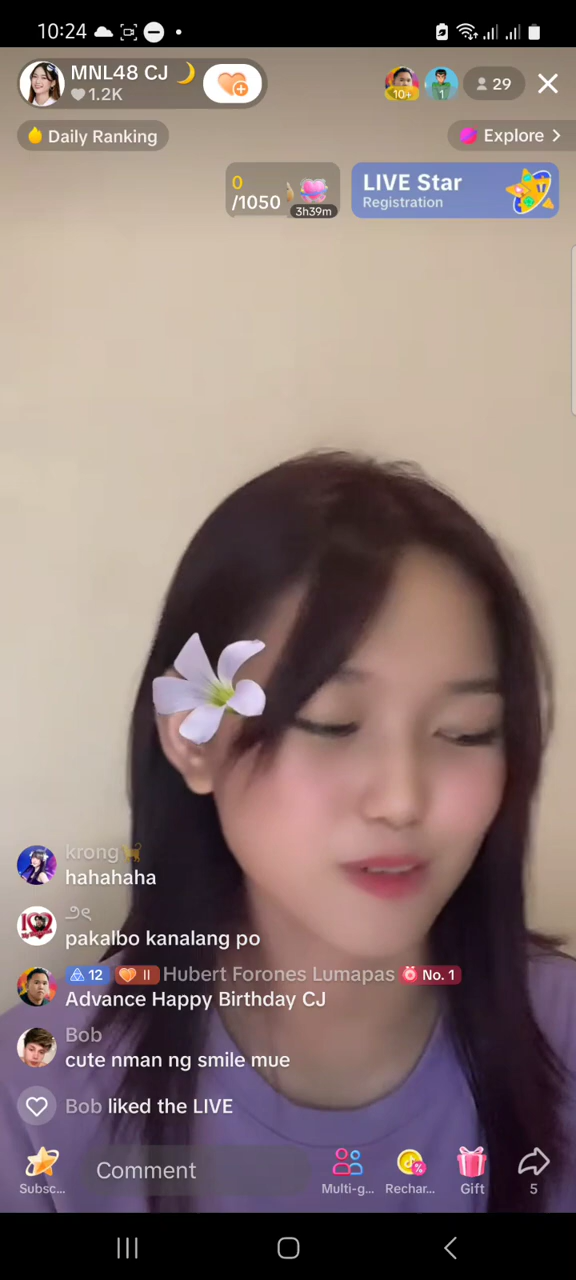 10:24
MNL48 CJ 🌙
1.2K
10+
1
29
Daily Ranking
Explore >
0
/1050
3h39m
LIVE Star
Registration
krong
hahahaha
pakalbo kanalang po
12 II Hubert Forones Lumapas No. 1
Advance Happy Birthday CJ
Bob
cute nman ng smile mue
Bob liked the LIVE
Subsc...
Comment
Multi-g...
Rechar...
Gift
5